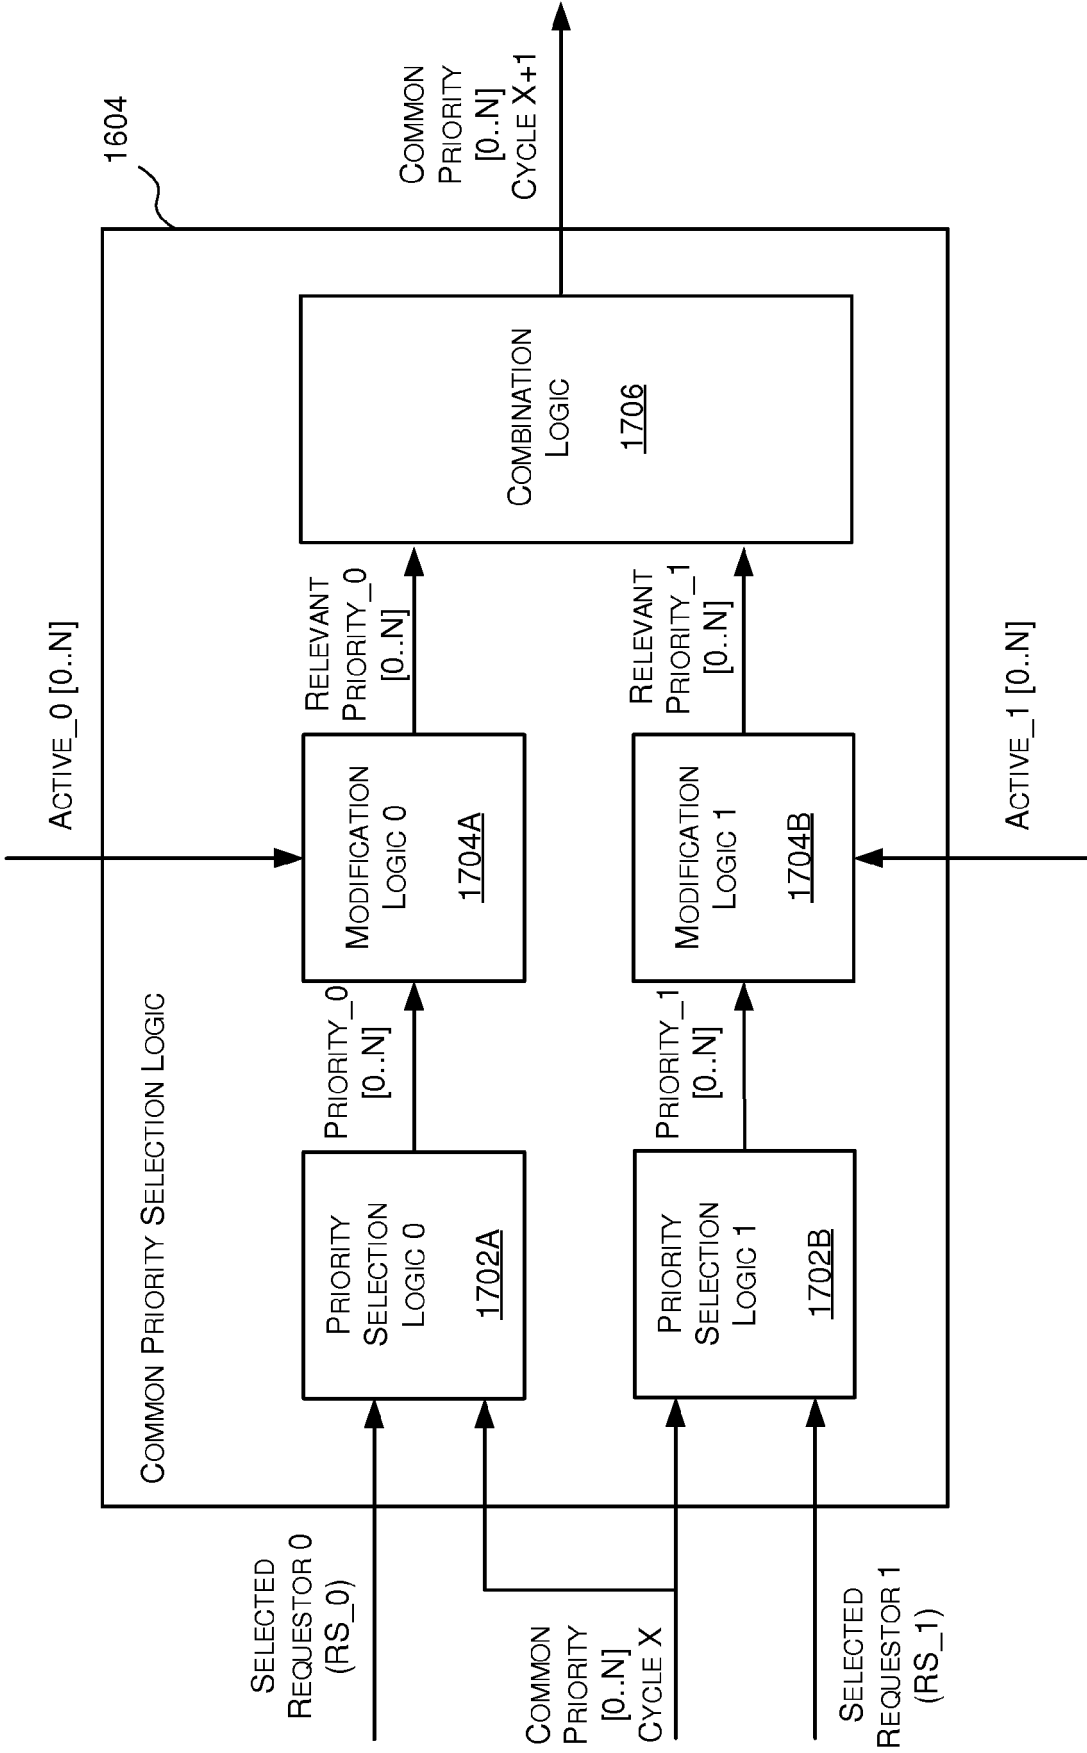 1604
COMMON PRIORITY SELECTION LOGIC
ACTIVE_0 [0..N]
SELECTED
REQUESTOR 0
(RS_0)
COMMON
PRIORITY
[0..N]
CYCLE X
SELECTED
REQUESTOR 1
(RS_1)
PRIORITY
SELECTION
LOGIC 0
1702A
PRIORITY_0
[0..N]
MODIFICATION
LOGIC 0
1704A
RELEVANT
PRIORITY_0
[0..N]
PRIORITY
SELECTION
LOGIC 1
1702B
PRIORITY_1
[0..N]
MODIFICATION
LOGIC 1
1704B
RELEVANT
PRIORITY_1
[0..N]
COMBINATION
LOGIC
1706
COMMON
PRIORITY
[0..N]
CYCLE X+1
ACTIVE_1 [0..N]